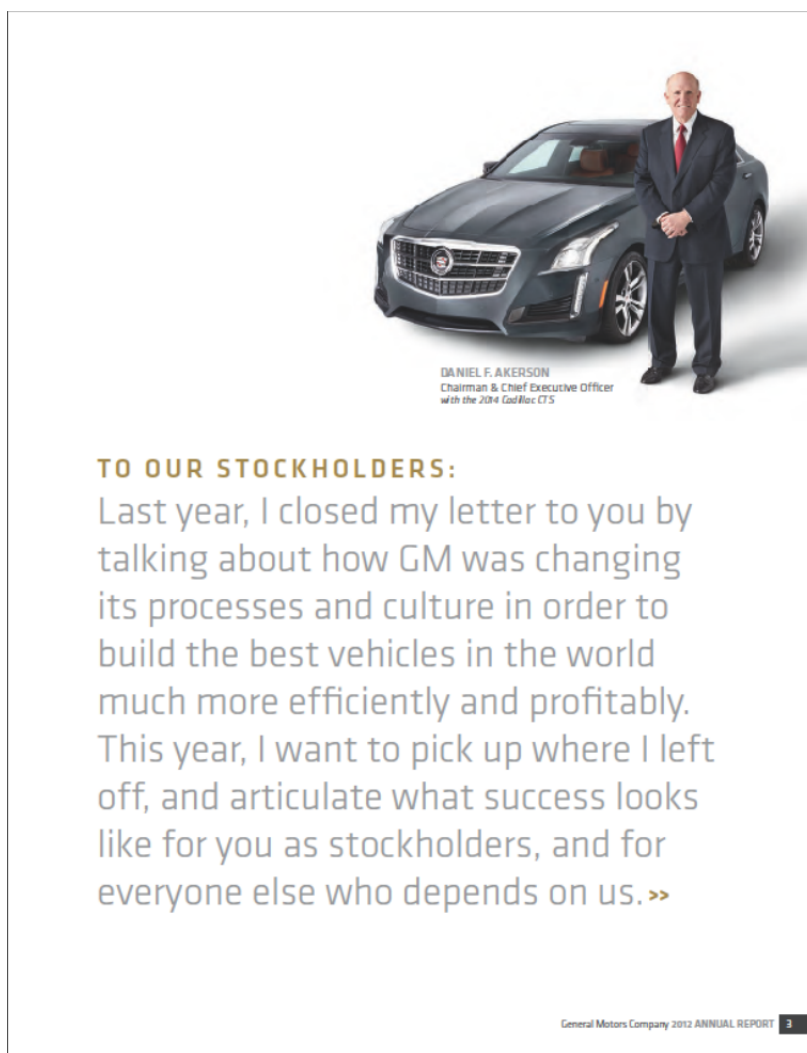 DANIEL F. AKERSON
Chairman & Chief Executive Officer
with the 2014 Cadillac CTS
TO OUR STOCKHOLDERS:
Last year, I closed my letter to you by
talking about how GM was changing
its processes and culture in order to
build the best vehicles in the world
much more efficiently and profitably.
This year, I want to pick up where I left
off, and articulate what success looks
like for you as stockholders, and for
everyone else who depends on us. »
General Motors Company 2012 ANNUAL REPORT 3